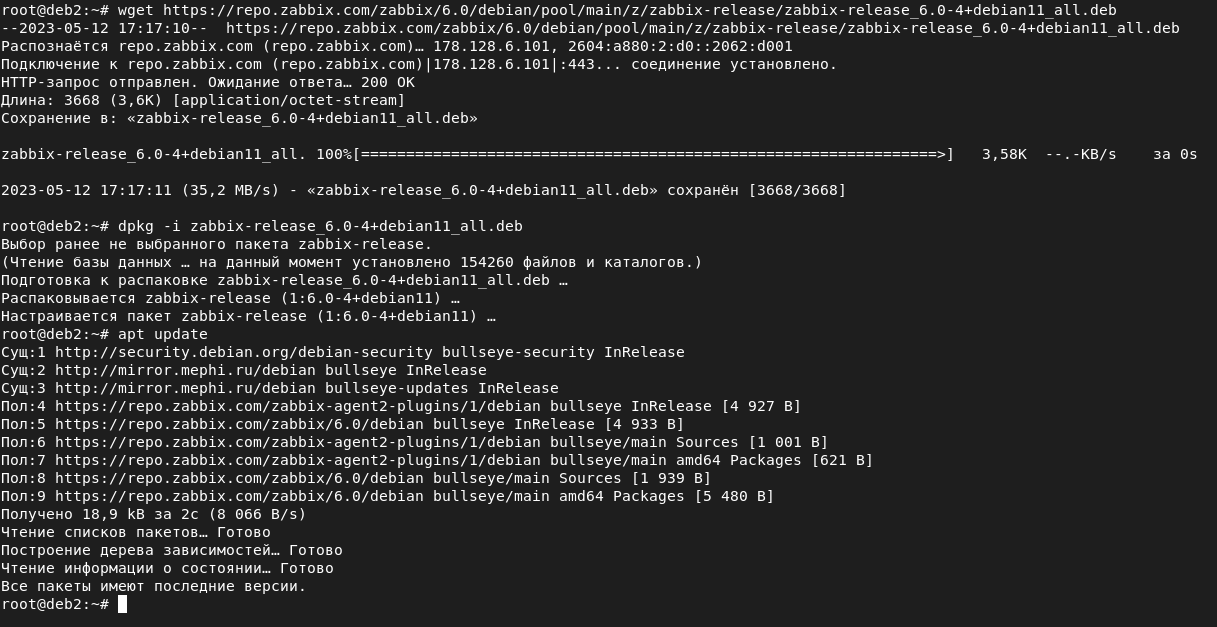 root@deb2:~# wget https://repo.zabbix.com/zabbix/6.0/debian/pool/main/z/zabbix-release/zabbix-release_6.0-4+debian11_all.deb
--2023-05-12 17:17:10--  https://repo.zabbix.com/zabbix/6.0/debian/pool/main/z/zabbix-release/zabbix-release_6.0-4+debian11_all.deb
Распознаётся repo.zabbix.com (repo.zabbix.com)… 178.128.6.101, 2604:a880:2:d0::2062:d001
Подключение к repo.zabbix.com (repo.zabbix.com)|178.128.6.101|:443... соединение установлено.
HTTP-запрос отправлен. Ожидание ответа… 200 OK
Длина: 3668 (3,6K) [application/octet-stream]
Сохранение в: «zabbix-release_6.0-4+debian11_all.deb»
zabbix-release_6.0-4+debian11_all. 100%[================================================================>]   3,58K  --.-KB/s    за 0s
2023-05-12 17:17:11 (35,2 MB/s) - «zabbix-release_6.0-4+debian11_all.deb» сохранён [3668/3668]
root@deb2:~# dpkg -i zabbix-release_6.0-4+debian11_all.deb
Выбор ранее не выбранного пакета zabbix-release.
(Чтение базы данных … на данный момент установлено 154260 файлов и каталогов.)
Подготовка к распаковке zabbix-release_6.0-4+debian11_all.deb …
Распаковывается zabbix-release (1:6.0-4+debian11) …
Настраивается пакет zabbix-release (1:6.0-4+debian11) …
root@deb2:~# apt update
Сущ:1 http://security.debian.org/debian-security bullseye-security InRelease
Сущ:2 http://mirror.mephi.ru/debian bullseye InRelease
Сущ:3 http://mirror.mephi.ru/debian bullseye-updates InRelease
Пол:4 https://repo.zabbix.com/zabbix-agent2-plugins/1/debian bullseye InRelease [4 927 B]
Пол:5 https://repo.zabbix.com/zabbix/6.0/debian bullseye InRelease [4 933 B]
Пол:6 https://repo.zabbix.com/zabbix-agent2-plugins/1/debian bullseye/main Sources [1 001 B]
Пол:7 https://repo.zabbix.com/zabbix-agent2-plugins/1/debian bullseye/main amd64 Packages [621 B]
Пол:8 https://repo.zabbix.com/zabbix/6.0/debian bullseye/main Sources [1 939 B]
Пол:9 https://repo.zabbix.com/zabbix/6.0/debian bullseye/main amd64 Packages [5 480 B]
Получено 18,9 kB за 2с (8 066 B/s)
Чтение списков пакетов… Готово
Построение дерева зависимостей… Готово
Чтение информации о состоянии… Готово
Все пакеты имеют последние версии.
root@deb2:~#